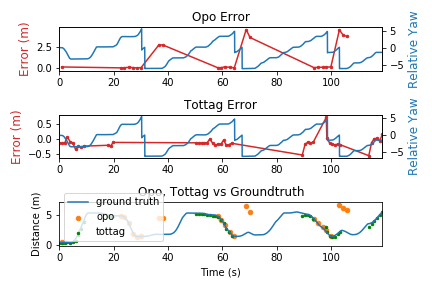 Opo Error
Error (m)
2.5
0.0
5
0
−5
Relative Yaw
0 20 40 60 80 100
Tottag Error
Error (m)
0.5
0.0
−0.5
5
0
−5
Relative Yaw
0 20 40 60 80 100
Opo, Tottag vs Groundtruth
Distance (m)
5
0
ground truth
opo
tottag
0 20 40 60 80 100
Time (s)